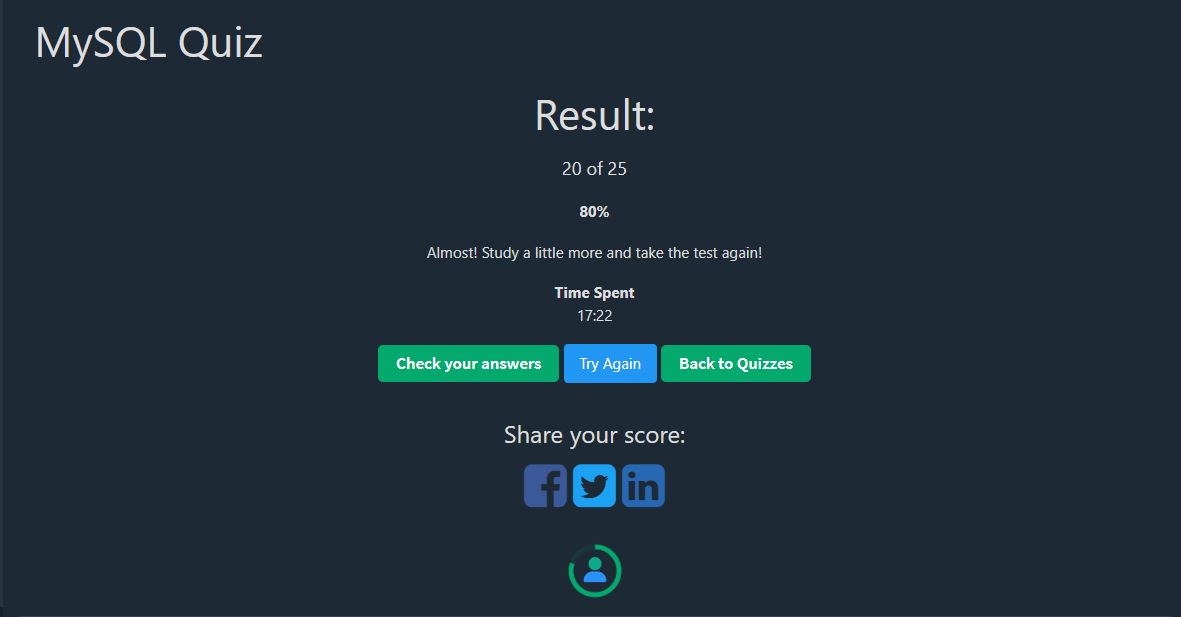 MySQL Quiz
Result:
20 of 25
80%
Almost! Study a little more and take the test again!
Time Spent
17:22
Check your answers Try Again Back to Quizzes
Share your score:
f in